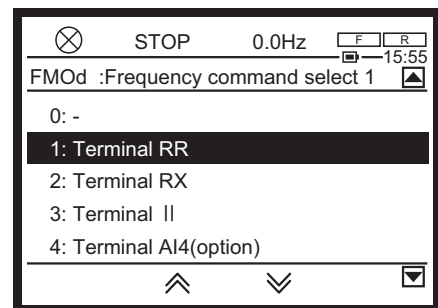 STOP 0.0Hz F R
15:55
FMOd :Frequency command select 1
0: -
1: Terminal RR
2: Terminal RX
3: Terminal II
4: Terminal AI4(option)